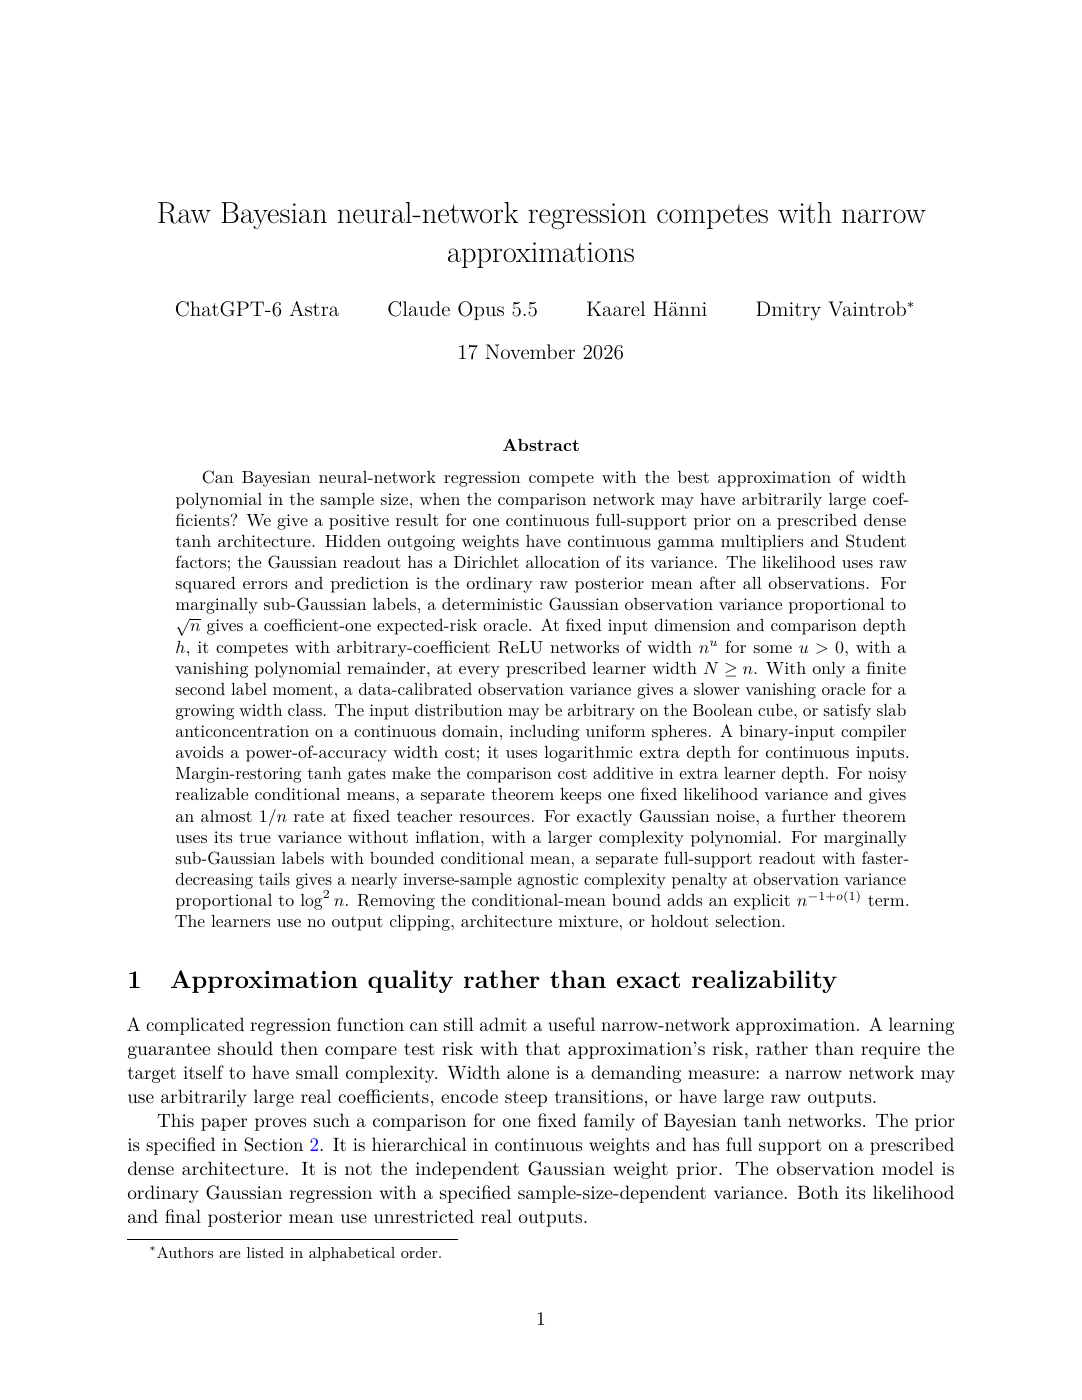 Raw Bayesian neural-network regression competes with narrow
approximations
ChatGPT-6 Astra Claude Opus 5.5 Kaarel Hänni Dmitry Vaintrob*
17 November 2026
Abstract
Can Bayesian neural-network regression compete with the best approximation of width
polynomial in the sample size, when the comparison network may have arbitrarily large coef-
ficients? We give a positive result for one continuous full-support prior on a prescribed dense
tanh architecture. Hidden outgoing weights have continuous gamma multipliers and Student
factors; the Gaussian readout has a Dirichlet allocation of its variance. The likelihood uses raw
squared errors and prediction is the ordinary raw posterior mean after all observations. For
marginally sub-Gaussian labels, a deterministic Gaussian observation variance proportional to
√n gives a coefficient-one expected-risk oracle. At fixed input dimension and comparison depth
h, it competes with arbitrary-coefficient ReLU networks of width n^u for some u > 0, with a
vanishing polynomial remainder, at every prescribed learner width N ≥ n. With only a finite
second label moment, a data-calibrated observation variance gives a slower vanishing oracle for a
growing width class. The input distribution may be arbitrary on the Boolean cube, or satisfy slab
anticoncentration on a continuous domain, including uniform spheres. A binary-input compiler
avoids a power-of-accuracy width cost; it uses logarithmic extra depth for continuous inputs.
Margin-restoring tanh gates make the comparison cost additive in extra learner depth. For noisy
realizable conditional means, a separate theorem keeps one fixed likelihood variance and gives
an almost 1/n rate at fixed teacher resources. For exactly Gaussian noise, a further theorem
uses its true variance without inflation, with a larger complexity polynomial. For marginally
sub-Gaussian labels with bounded conditional mean, a separate full-support readout with faster-
decreasing tails gives a nearly inverse-sample agnostic complexity penalty at observation variance
proportional to log² n. Removing the conditional-mean bound adds an explicit n^{-1+o(1)} term.
The learners use no output clipping, architecture mixture, or holdout selection.
1 Approximation quality rather than exact realizability
A complicated regression function can still admit a useful narrow-network approximation. A learning
guarantee should then compare test risk with that approximation's risk, rather than require the
target itself to have small complexity. Width alone is a demanding measure: a narrow network may
use arbitrarily large real coefficients, encode steep transitions, or have large raw outputs.
This paper proves such a comparison for one fixed family of Bayesian tanh networks. The prior
is specified in Section 2. It is hierarchical in continuous weights and has full support on a prescribed
dense architecture. It is not the independent Gaussian weight prior. The observation model is
ordinary Gaussian regression with a specified sample-size-dependent variance. Both its likelihood
and final posterior mean use unrestricted real outputs.
*Authors are listed in alphabetical order.
1